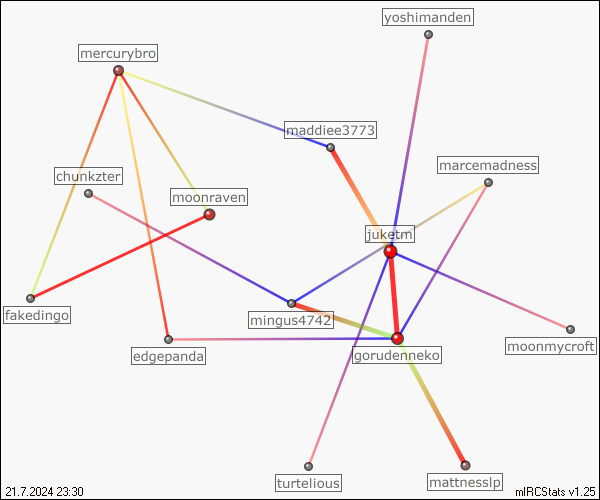 yoshimanden
mercurybro
maddiee3773
marcemadness
chunkzter
moonraven
juketm
fakedingo
mingus4742
edgepanda
gorudenneko
moonmycroft
turtelious
mattnesslp
21.7.2024 23:30
mIRCStats v1.25